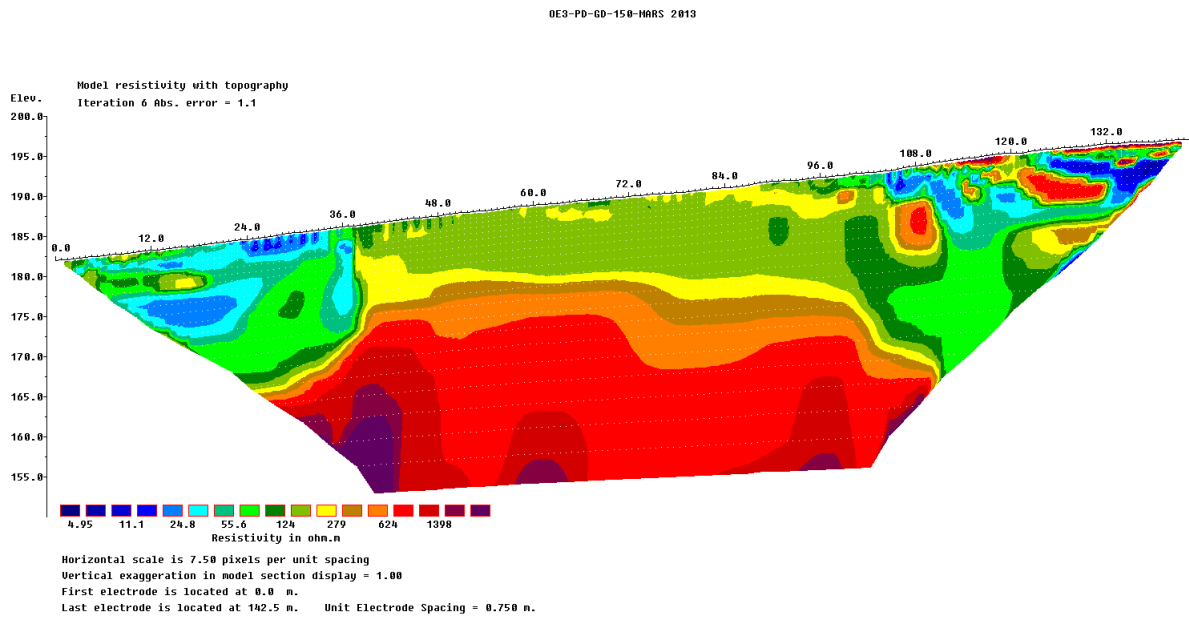 OE3-PD-GD-150-MARS 2013
Model resistivity with topography
Elev.
Iteration 6 Abs. error = 1.1
200.0
195.0
190.0
185.0
180.0
175.0
170.0
165.0
160.0
155.0
0.0 12.0 24.0 36.0 48.0 60.0 72.0 84.0 96.0 108.0 120.0 132.0
4.95 11.1 24.8 55.6 124 279 624 1398
Resistivity in ohm.m
Horizontal scale is 7.50 pixels per unit spacing
Vertical exaggeration in model section display = 1.00
First electrode is located at 0.0 m.
Last electrode is located at 142.5 m. Unit Electrode Spacing = 0.750 m.